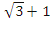 √3 + 1